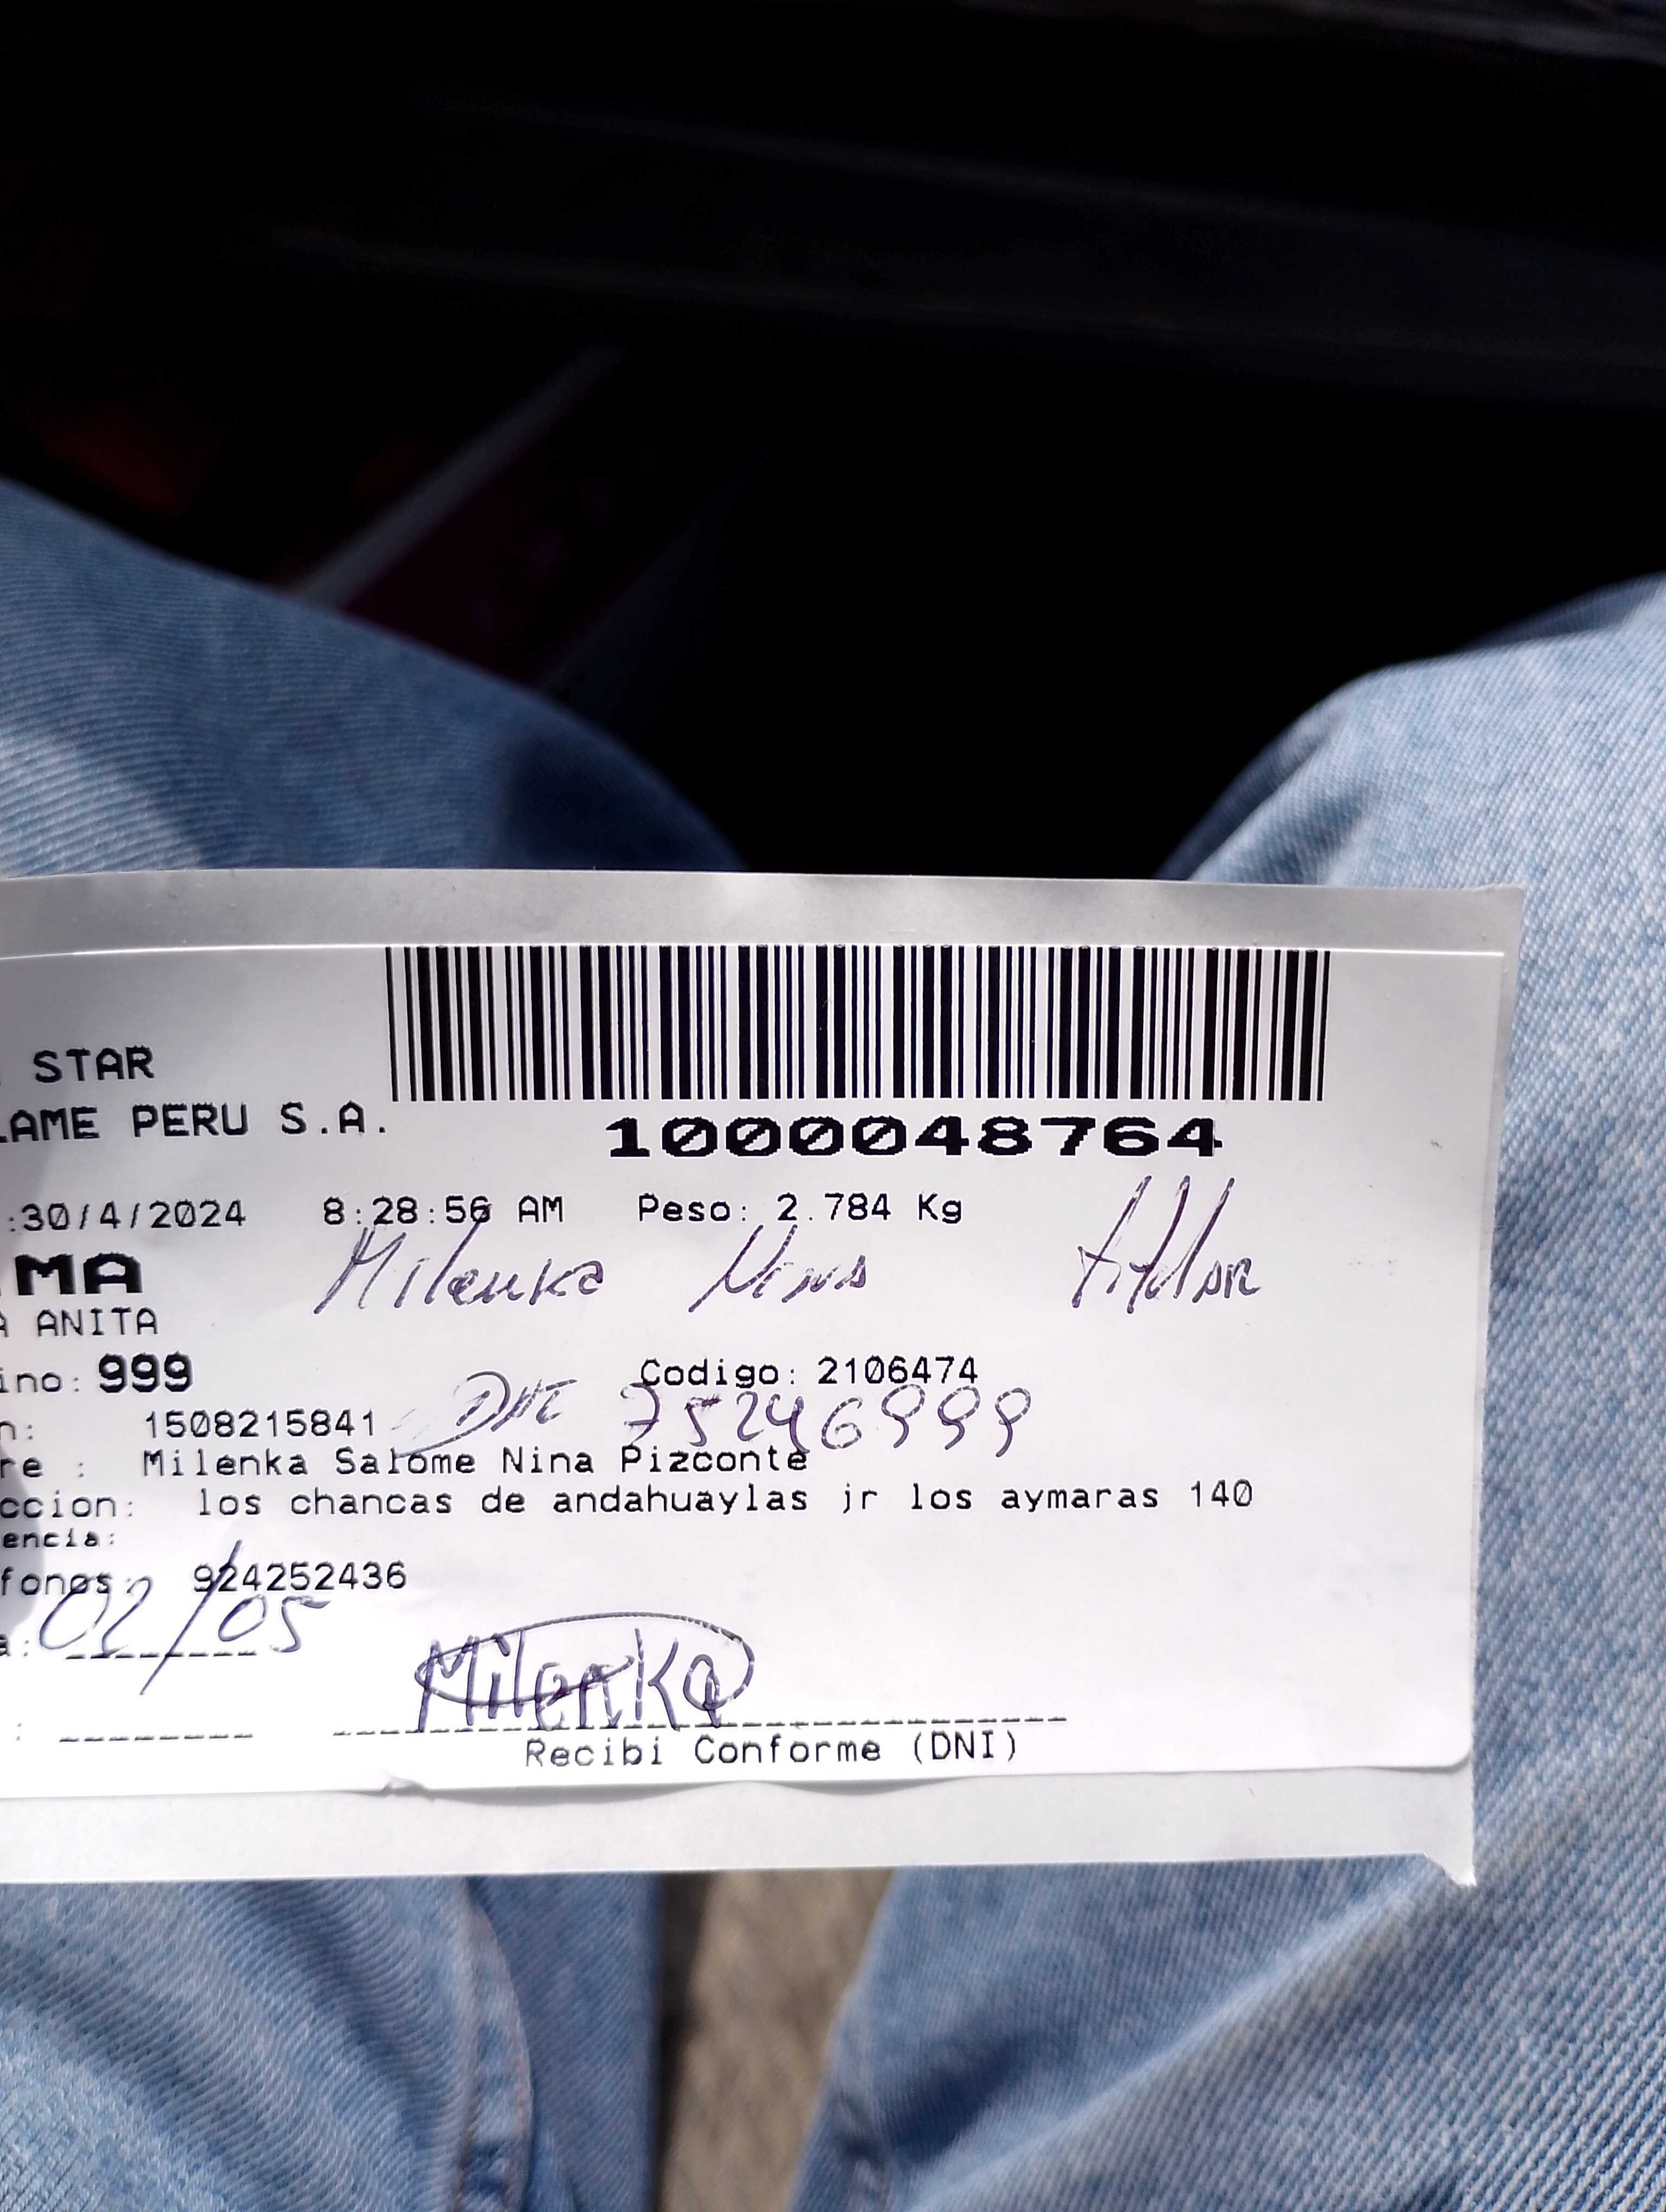 STAR
LAME PERU S.A.
1000048764
:30/4/2024 8:28:56 AM Peso: 2.784 Kg
MA
Milenka Nina titular
A ANITA
ino: 999 Codigo: 2106474
DNI 75246999
n: 1508215841
re : Milenka Salome Nina Pizconte
ccion: los chancas de andahuaylas jr los aymaras 140
encia:
fonos: 924252436
a: 02/05
Milenka
Recibi Conforme (DNI)